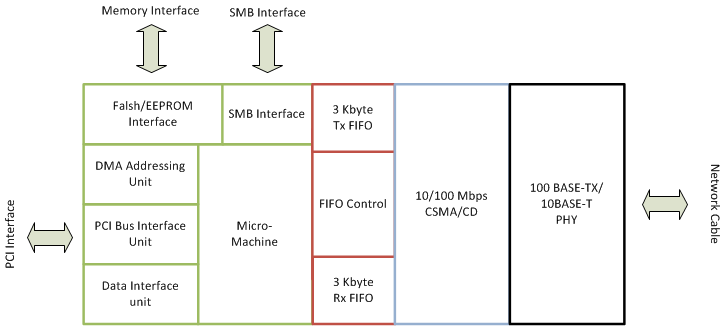 Memory Interface
SMB Interface
Falsh/EEPROM
Interface
SMB Interface
3 Kbyte
Tx FIFO
DMA Addressing
Unit
PCI Interface
PCI Bus Interface
Unit
Micro-
Machine
FIFO Control
10/100 Mbps
CSMA/CD
100 BASE-TX/
10BASE-T
PHY
Network Cable
Data Interface
unit
3 Kbyte
Rx FIFO